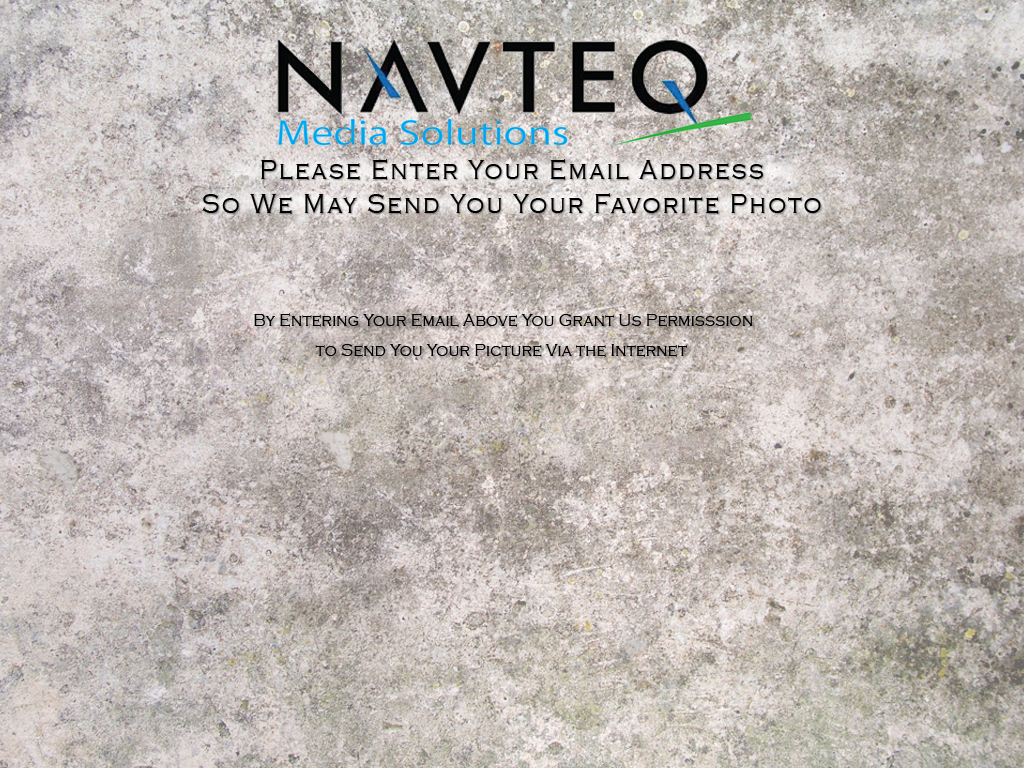 NAVTEQ
Media Solutions
Please Enter Your Email Address
So We May Send You Your Favorite Photo
By Entering Your Email Above You Grant Us Permisssion
to Send You Your Picture Via the Internet